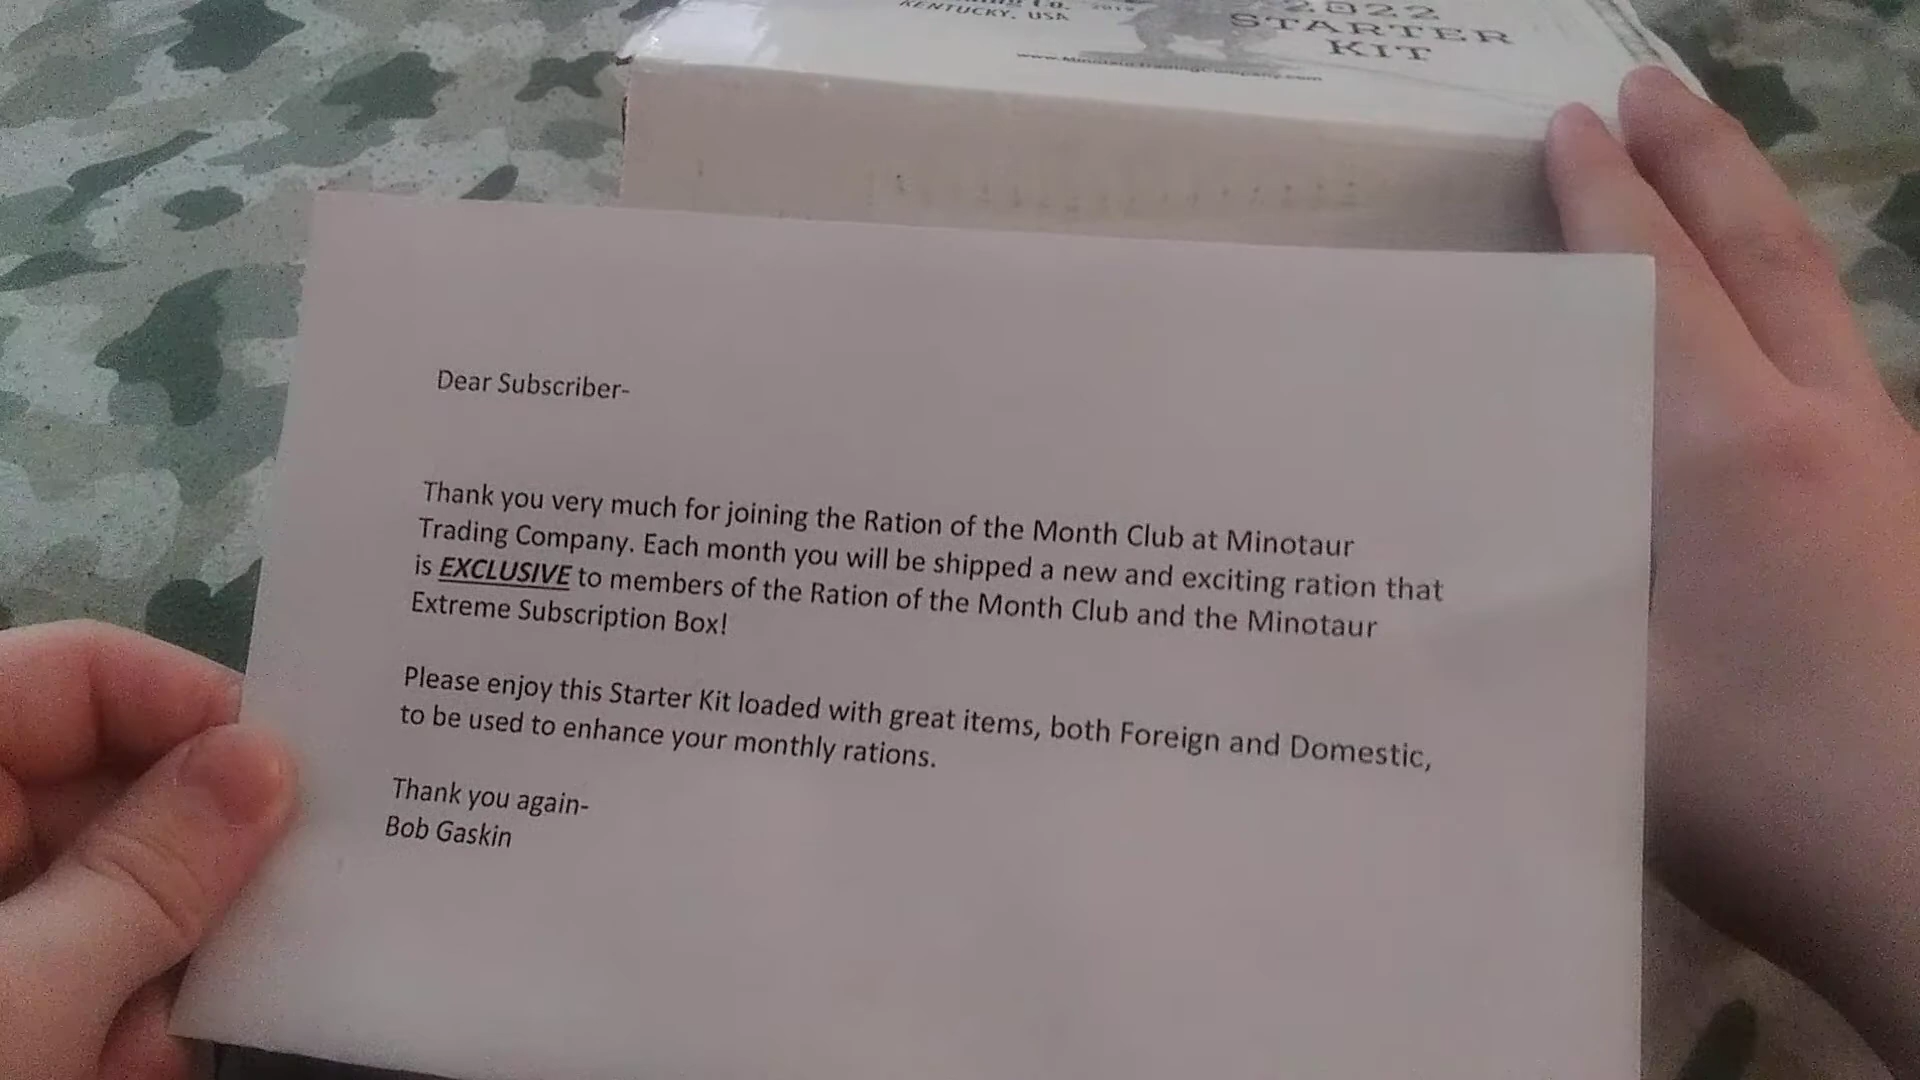 KENTUCKY, USA
2022
STARTER
KIT
www.MinotaurTradingCompany.com
Dear Subscriber-
Thank you very much for joining the Ration of the Month Club at Minotaur
Trading Company. Each month you will be shipped a new and exciting ration that
is EXCLUSIVE to members of the Ration of the Month Club and the Minotaur
Extreme Subscription Box!
Please enjoy this Starter Kit loaded with great items, both Foreign and Domestic,
to be used to enhance your monthly rations.
Thank you again-
Bob Gaskin